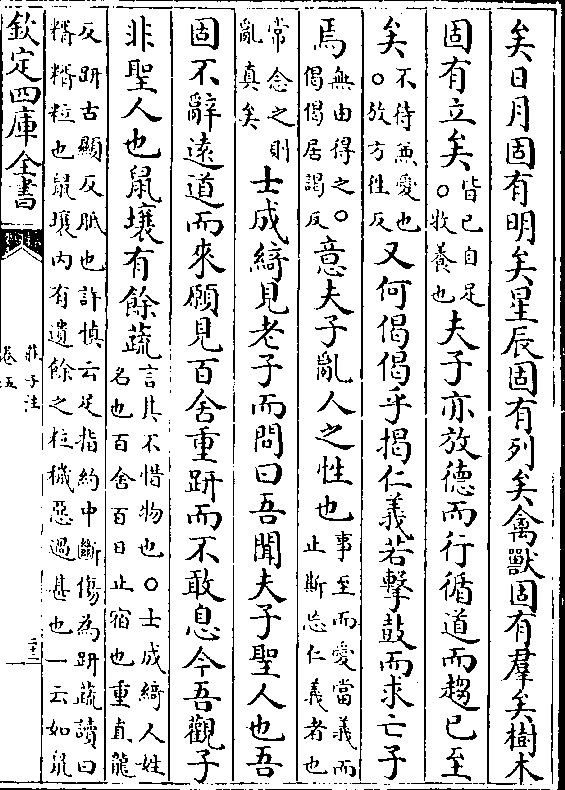 矣日月固有明矣星辰固有列矣禽獸固有羣矣樹木
固有立矣皆已自足○牧養也夫子亦放德而行循道而趨已至
矣不待兼愛也○放方徃反又何偈偈乎揭仁義若擊鼓而求亡子
焉無由得之○偈偈居謁反意夫子亂人之性也事至而愛當義而止斯忘仁義者也
常念之則亂真矣士成綺見老子而問曰吾聞夫子聖人也吾
固不辭遠道而來願見百舍重趼而不敢息今吾觀子
非聖人也鼠壤有餘蔬言其不惜物也○士成綺人姓名也百舍百日止宿也重直龍
反趼古顯反胝也許慎云足指約中斷傷為趼蔬讀曰糈糈粒也鼠壤内有遺餘之粒穢惡過甚也一云如鼠
欽定四庫全書
莊子注
卷五